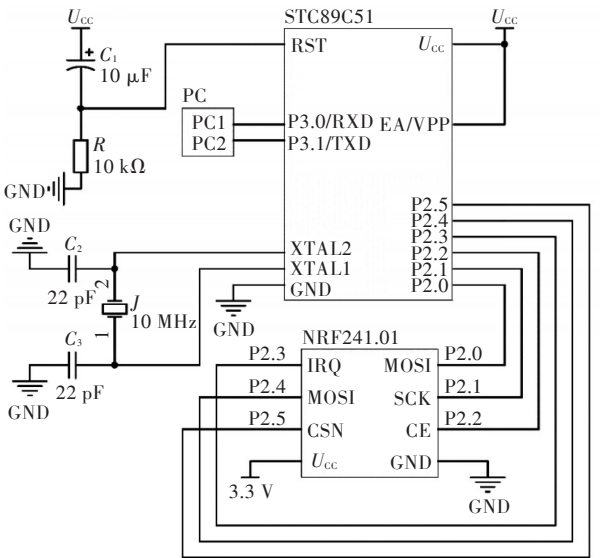 UCC
STC89C51
UCC
C1
10 μF
RST
UCC
PC
PC1
PC2
P3.0/RXD
P3.1/TXD
EA/VPP
R
10 kΩ
GND
P2.5
P2.4
P2.3
P2.2
P2.1
P2.0
GND
C2
22 pF
XTAL2
XTAL1
GND
2
J
10 MHz
1
GND
C3
22 pF
GND
NRF241.01
P2.3
IRQ
MOSI
P2.0
P2.4
MOSI
SCK
P2.1
P2.5
CSN
CE
P2.2
UCC
GND
3.3 V
GND